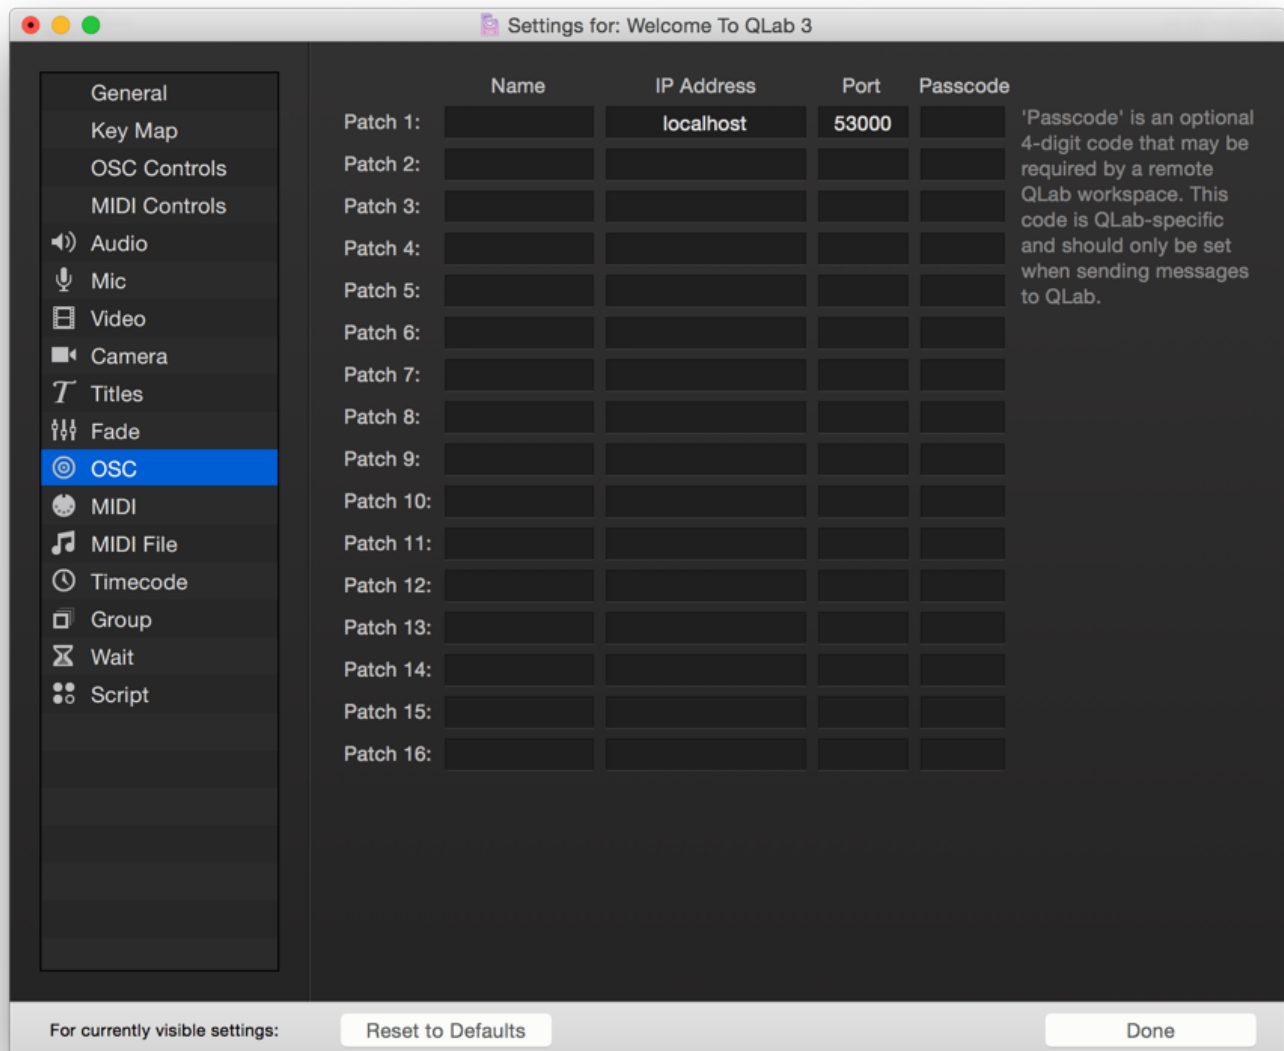 Settings for: Welcome To QLab 3
General
Key Map
OSC Controls
MIDI Controls
Audio
Mic
Video
Camera
Titles
Fade
OSC
MIDI
MIDI File
Timecode
Group
Wait
Script
Name IP Address Port Passcode
Patch 1: localhost 53000
Patch 2:
Patch 3:
Patch 4:
Patch 5:
Patch 6:
Patch 7:
Patch 8:
Patch 9:
Patch 10:
Patch 11:
Patch 12:
Patch 13:
Patch 14:
Patch 15:
Patch 16:
'Passcode' is an optional
4-digit code that may be
required by a remote
QLab workspace. This
code is QLab-specific
and should only be set
when sending messages
to QLab.
For currently visible settings: Reset to Defaults Done